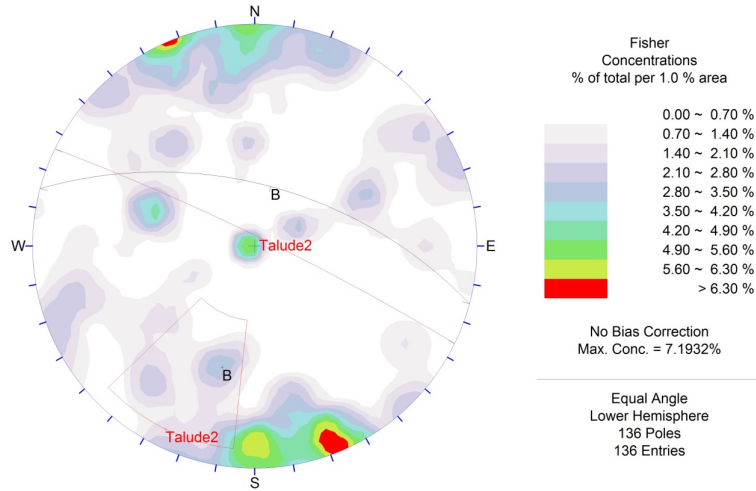 N
B
W
Talude2
E
B
Talude2
S
Fisher
Concentrations
% of total per 1.0 % area
0.00 ~ 0.70 %
0.70 ~ 1.40 %
1.40 ~ 2.10 %
2.10 ~ 2.80 %
2.80 ~ 3.50 %
3.50 ~ 4.20 %
4.20 ~ 4.90 %
4.90 ~ 5.60 %
5.60 ~ 6.30 %
> 6.30 %
No Bias Correction
Max. Conc. = 7.1932%
Equal Angle
Lower Hemisphere
136 Poles
136 Entries